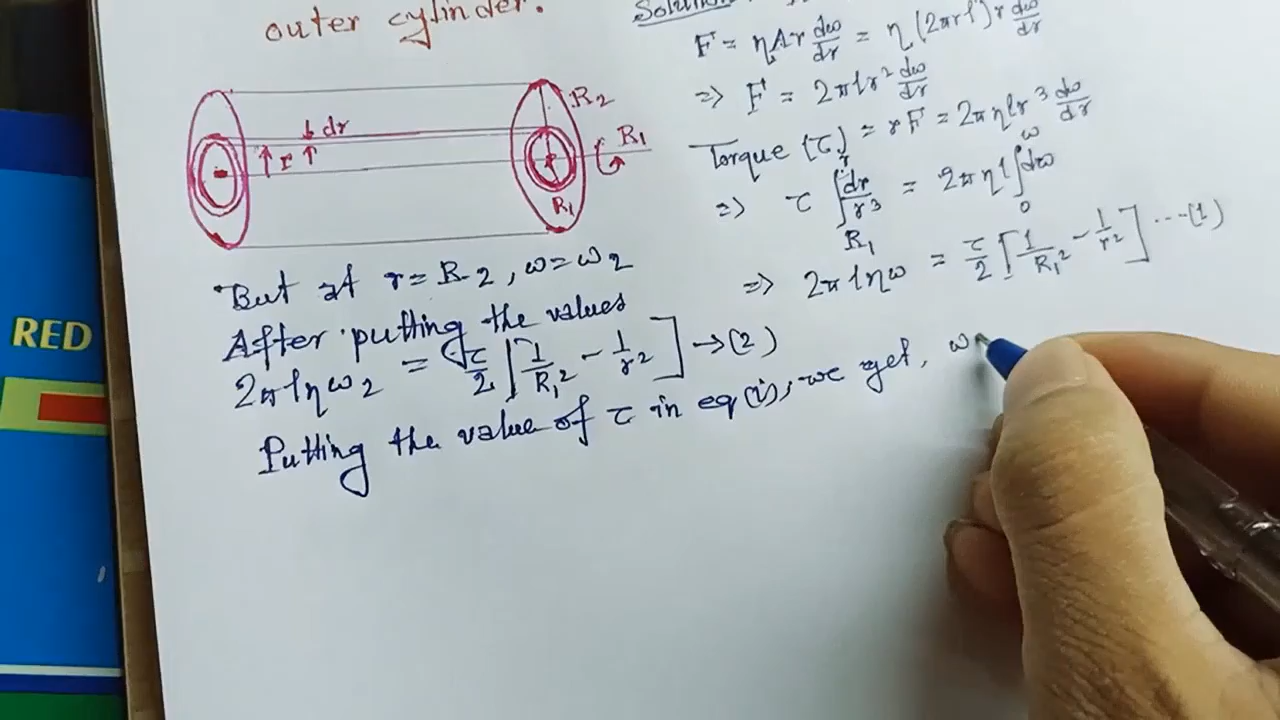 outer cylinder.
R2
dr
r
R1
R1
But at r = R2, ω = ω2
After putting the values
2πlηω2 = τ/2 [1/R1² - 1/r²] → (2)
Putting the value of τ in eq (i), we get, ω
Solution
F = ηAr dω/dr = η(2πrl) r dω/dr
=> F = 2πlr² dω/dr
Torque (τ) = rF = 2πηlr³ dω/dr
=> τ ∫_R1^r dr/r³ = 2πηl ∫_0^ω dω
=> 2πlηω = τ/2 [1/R1² - 1/r²] ---(1)
RED